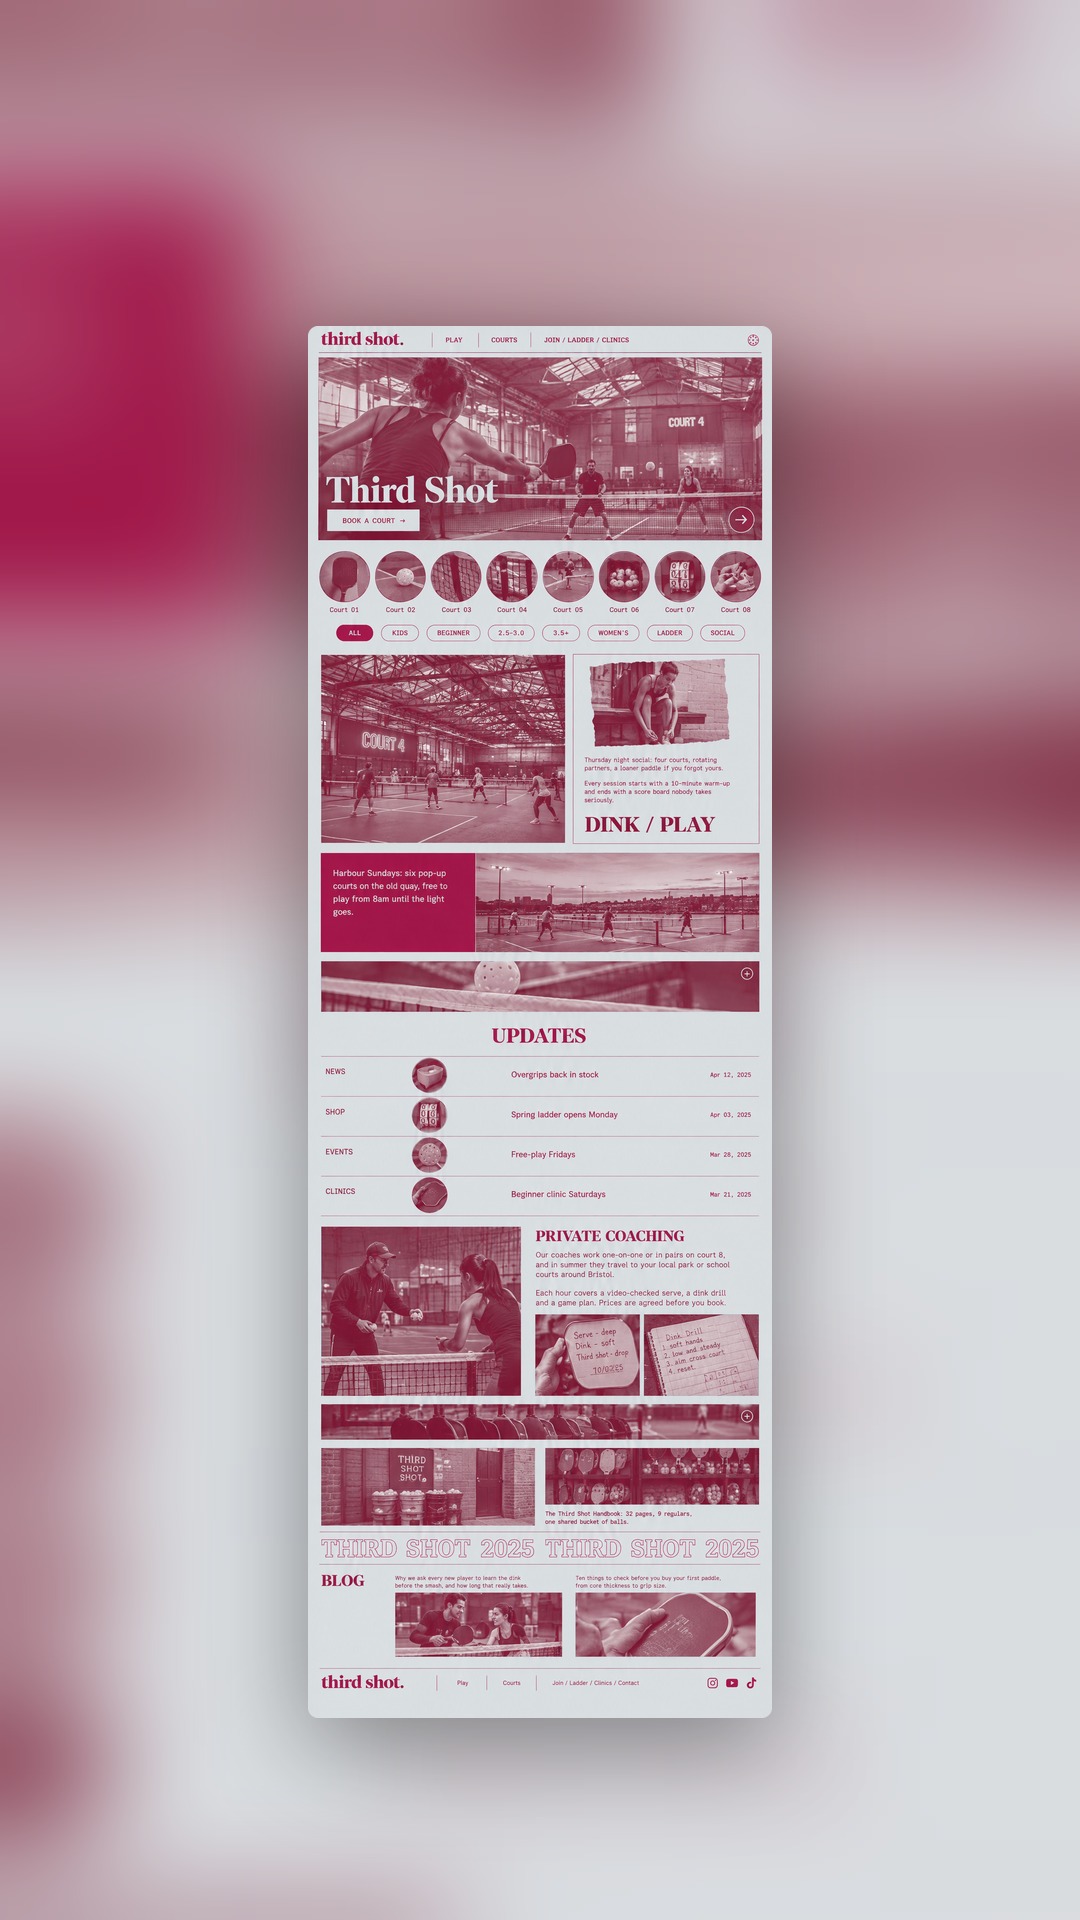 third shot.
PLAY
COURTS
JOIN / LADDER / CLINICS
COURT 4
Third Shot
BOOK A COURT →
Court 01
Court 02
Court 03
Court 04
Court 05
Court 06
Court 07
Court 08
ALL
KIDS
BEGINNER
2.5-3.0
3.5+
WOMEN'S
LADDER
SOCIAL
COURT 4
Thursday night social: four courts, rotating
partners, a loaner paddle if you forgot yours.
Every session starts with a 10-minute warm-up
and ends with a score board nobody takes
seriously.
DINK / PLAY
Harbour Sundays: six pop-up
courts on the old quay, free to
play from 8am until the light
goes.
UPDATES
NEWS
Overgrips back in stock
Apr 12, 2025
SHOP
Spring ladder opens Monday
Apr 03, 2025
EVENTS
Free-play Fridays
Mar 28, 2025
CLINICS
Beginner clinic Saturdays
Mar 21, 2025
PRIVATE COACHING
Our coaches work one-on-one or in pairs on court 8,
and in summer they travel to your local park or school
courts around Bristol.
Each hour covers a video-checked serve, a dink drill
and a game plan. Prices are agreed before you book.
Serve - deep
Dink - soft
Third shot - drop
Dink Drill
1. soft hands
2. low and steady
3. aim cross court
4. reset
THIRD
SHOT
SHOT
The Third Shot Handbook: 32 pages, 9 regulars,
one shared bucket of balls.
THIRD SHOT 2025 THIRD SHOT 2025
BLOG
Why we ask every new player to learn the dink
before the smash, and how long that really takes.
Ten things to check before you buy your first paddle,
from core thickness to grip size.
third shot.
Play
Courts
Join / Ladder / Clinics / Contact